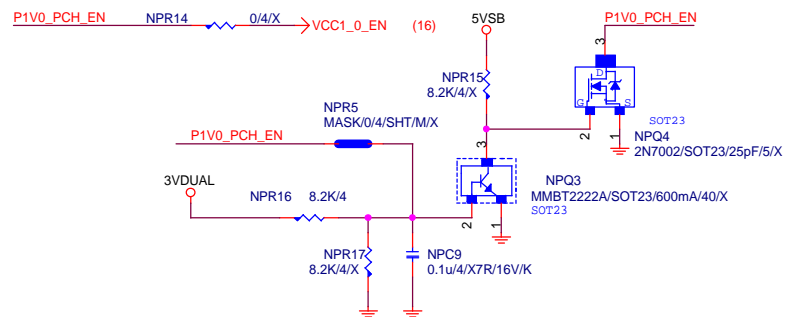 P1V0_PCH_EN
NPR14
0/4/X
VCC1_0_EN
(16)
5VSB
P1V0_PCH_EN
3
D
G
S
SOT23
2
1
NPQ4
2N7002/SOT23/25pF/5/X
NPR15
8.2K/4/X
NPR5
MASK/0/4/SHT/M/X
P1V0_PCH_EN
3
3VDUAL
NPR16
8.2K/4
NPQ3
MMBT2222A/SOT23/600mA/40/X
SOT23
2
1
NPR17
8.2K/4/X
NPC9
0.1u/4/X7R/16V/K